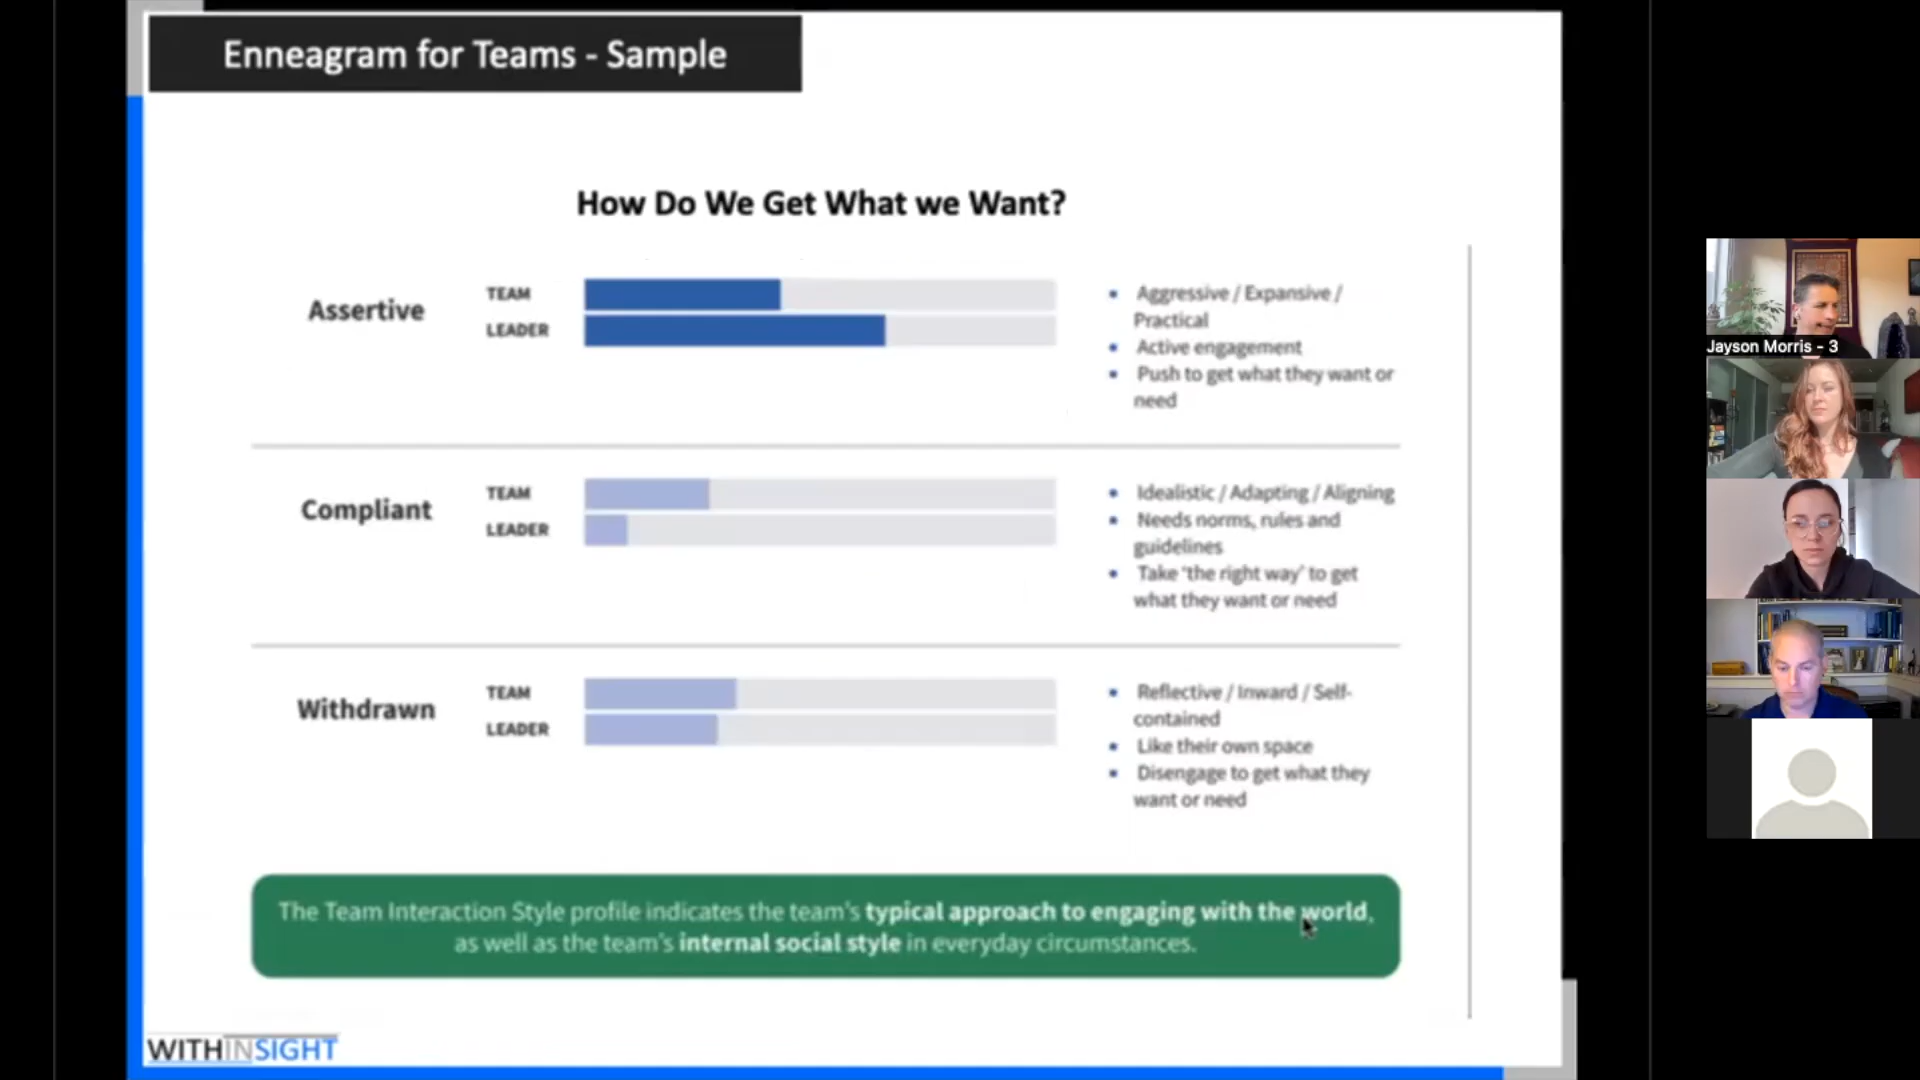 Enneagram for Teams - Sample
How Do We Get What we Want?
Assertive
TEAM
LEADER
• Aggressive / Expansive /
Practical
• Active engagement
• Push to get what they want or
need
Compliant
TEAM
LEADER
• Idealistic / Adapting / Aligning
• Needs norms, rules and
guidelines
• Take ‘the right way’ to get
what they want or need
Withdrawn
TEAM
LEADER
• Reflective / Inward / Self-
contained
• Like their own space
• Disengage to get what they
want or need
The Team Interaction Style profile indicates the team's typical approach to engaging with the world,
as well as the team's internal social style in everyday circumstances.
WITHINSIGHT
Jayson Morris - 3